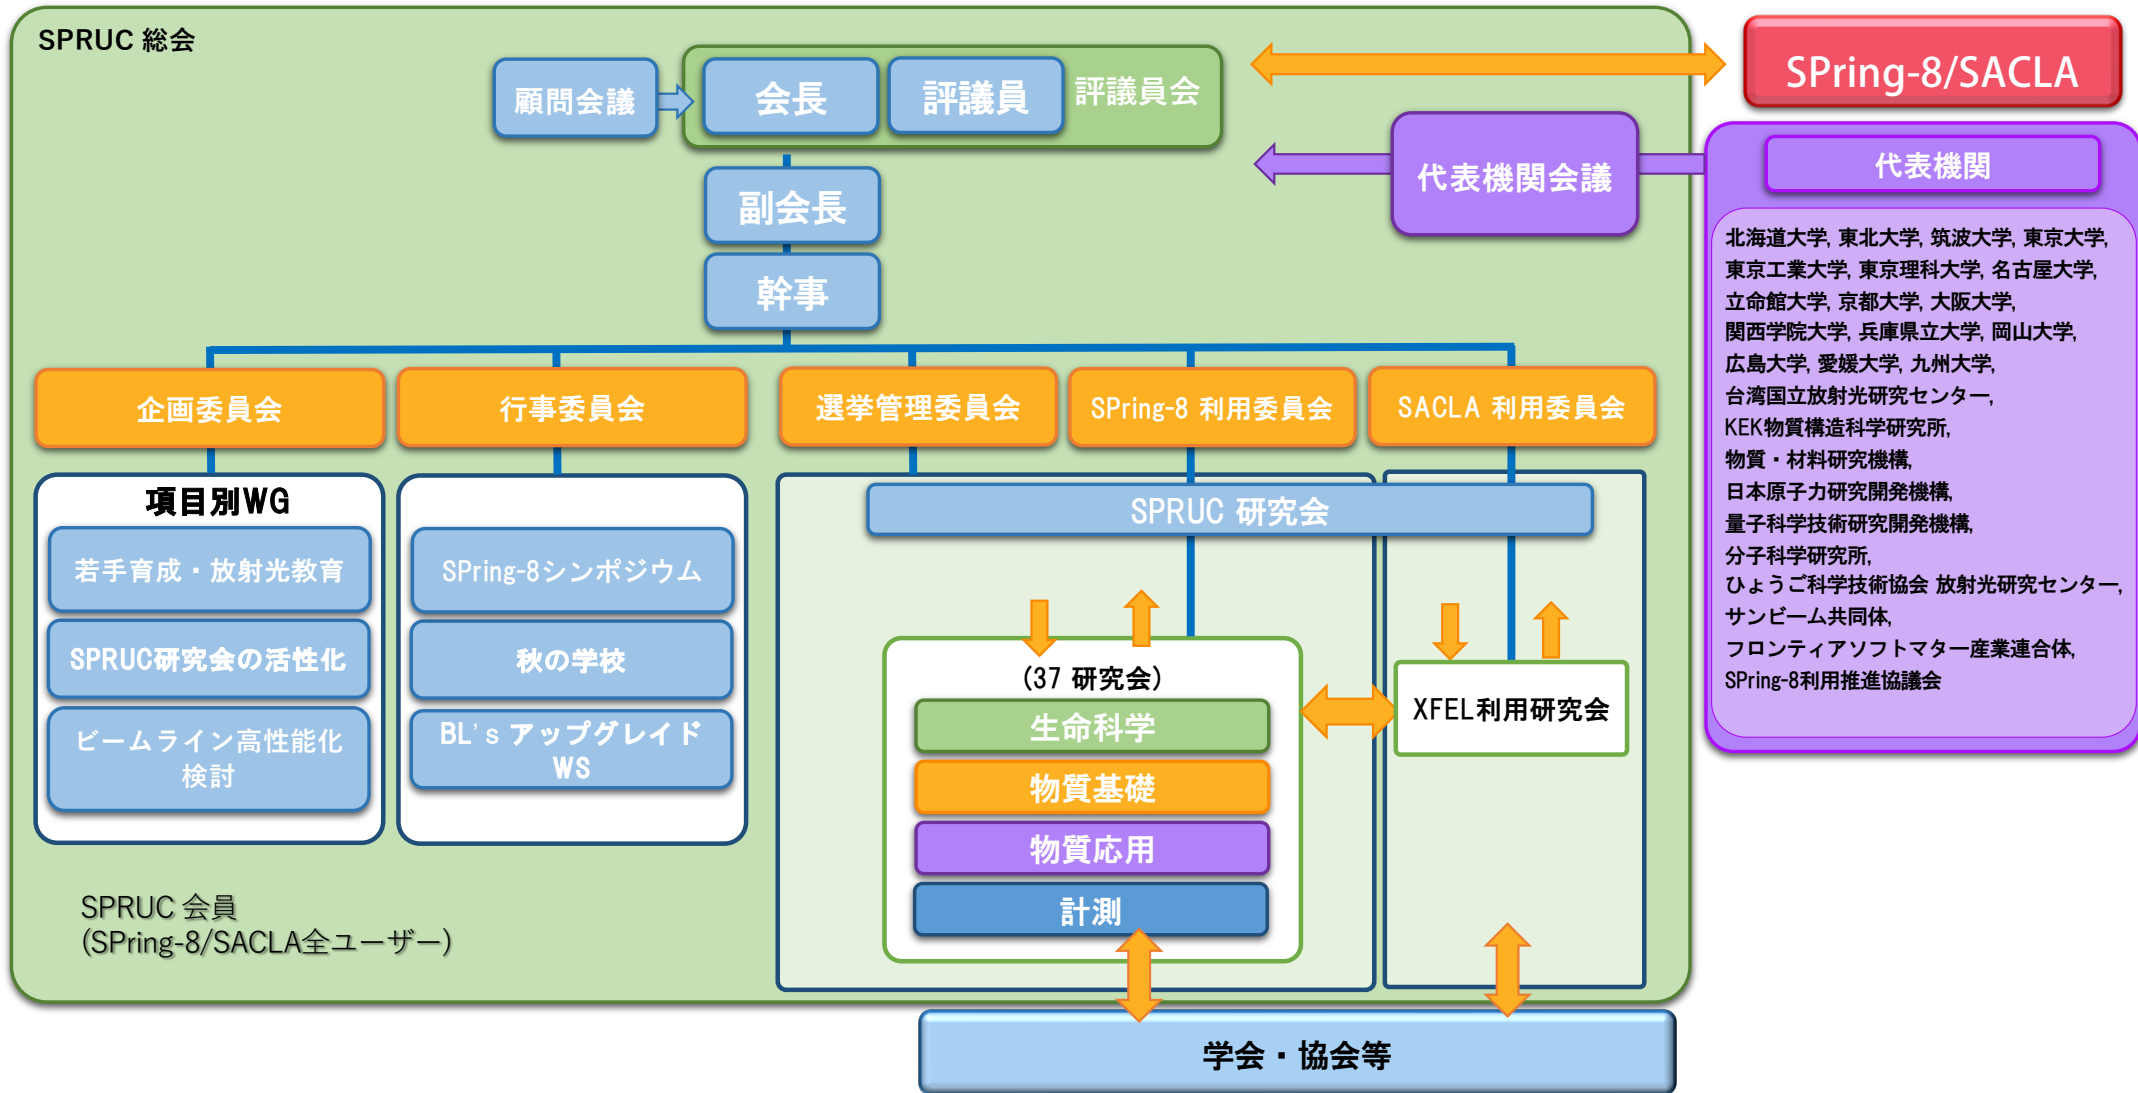 SPRUC 総会
顧問会議
会長
評議員
評議員会
SPring-8/SACLA
副会長
幹事
代表機関会議
代表機関
北海道大学, 東北大学, 筑波大学, 東京大学,
東京工業大学, 東京理科大学, 名古屋大学,
立命館大学, 京都大学, 大阪大学,
関西学院大学, 兵庫県立大学, 岡山大学,
広島大学, 愛媛大学, 九州大学,
台湾国立放射光研究センター,
KEK物質構造科学研究所,
物質・材料研究機構,
日本原子力研究開発機構,
量子科学技術研究開発機構,
分子科学研究所,
ひょうご科学技術協会 放射光研究センター,
サンビーム共同体,
フロンティアソフトマター産業連合体,
SPring-8利用推進協議会
企画委員会
行事委員会
選挙管理委員会
SPring-8 利用委員会
SACLA 利用委員会
項目別WG
若手育成・放射光教育
SPRUC研究会の活性化
ビームライン高性能化
検討
SPring-8シンポジウム
秋の学校
BL's アップグレイド
WS
SPRUC 研究会
(37 研究会)
生命科学
物質基礎
物質応用
計測
XFEL利用研究会
SPRUC 会員
(SPring-8/SACLA全ユーザー)
学会・協会等